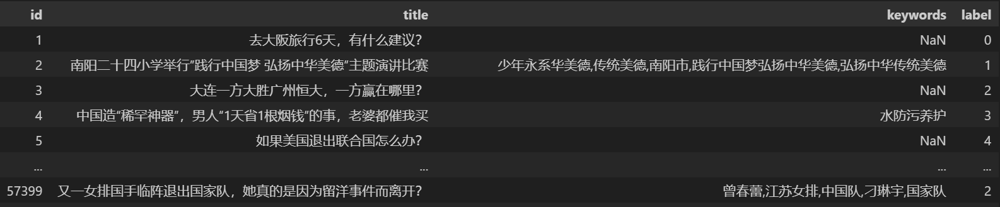 id title keywords label
1 去大阪旅行6天，有什么建议？ NaN 0
2 南阳二十四小学举行”践行中国梦 弘扬中华美德“主题演讲比赛 少年永系华美德,传统美德,南阳市,践行中国梦弘扬中华美德,弘扬中华传统美德 1
3 大连一方大胜广州恒大，一方赢在哪里？ NaN 2
4 中国造“稀罕神器”，男人“1天省1根烟钱”的事，老婆都催我买 水防污养护 3
5 如果美国退出联合国怎么办？ NaN 4
... ... ... ...
57399 又一女排国手临阵退出国家队，她真的是因为留洋事件而离开？ 曾春蕾,江苏女排,中国队,刁琳宇,国家队 2